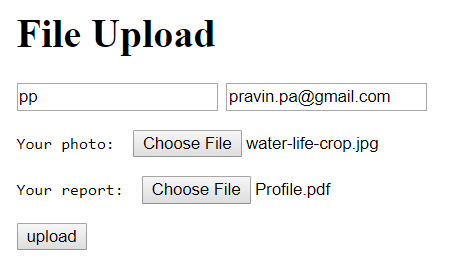 File Upload
pp pravin.pa@gmail.com
Your photo: Choose File water-life-crop.jpg
Your report: Choose File Profile.pdf
upload